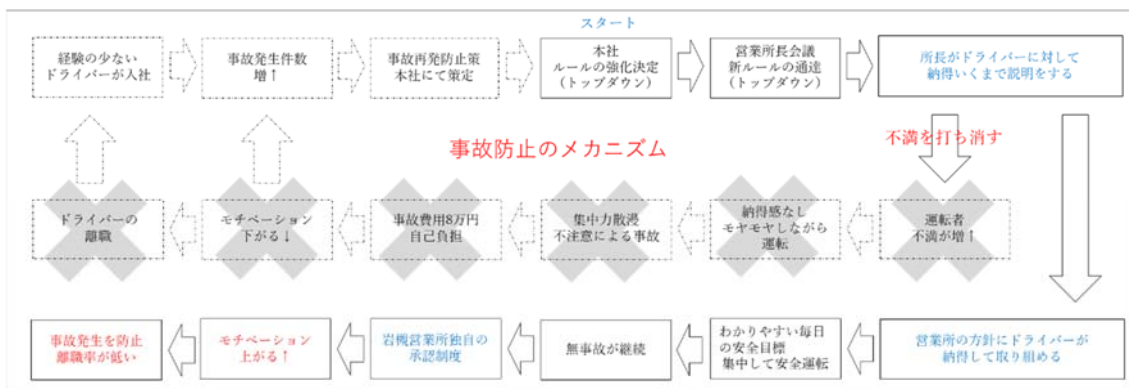 スタート
経験の少ない
ドライバーが入社
事故発生件数
増↑
事故再発防止策
本社にて策定
本社
ルールの強化決定
(トップダウン)
営業所長会議
新ルールの通達
(トップダウン)
所長がドライバーに対して
納得いくまで説明をする
事故防止のメカニズム
不満を打ち消す
ドライバーの
離職
モチベーション
下がる↓
事故費用8万円
自己負担
集中力散漫
不注意による事故
納得感なし
モヤモヤしながら
運転
運転者
不満が増↑
事故発生を防止
離職率が低い
モチベーション
上がる↑
岩槻営業所独自の
承認制度
無事故が継続
わかりやすい毎日
の安全目標
集中して安全運転
営業所の方針にドライバーが
納得して取り組める